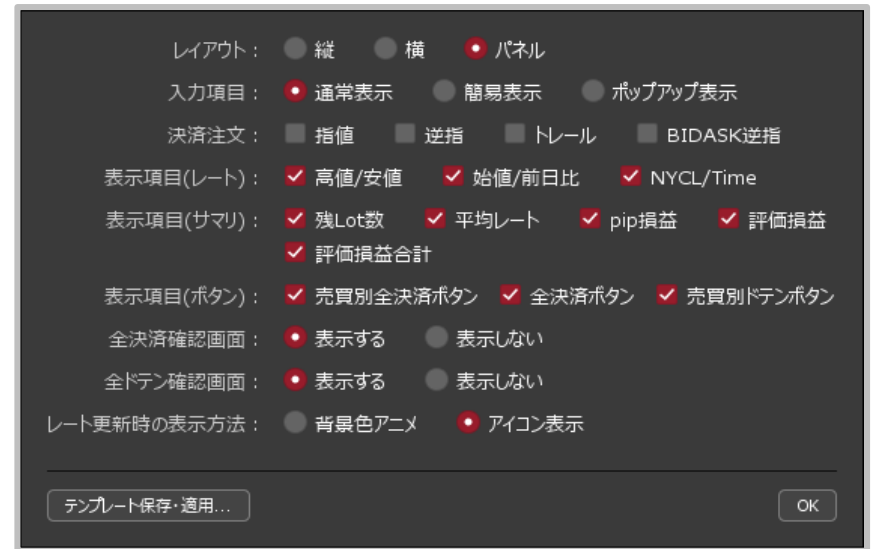 レイアウト： 縦 横 パネル
入力項目： 通常表示 簡易表示 ポップアップ表示
決済注文： 指値 逆指 トレール BIDASK逆指
表示項目(レート)： 高値/安値 始値/前日比 NYCL/Time
表示項目(サマリ)： 残Lot数 平均レート pip損益 評価損益
評価損益合計
表示項目(ボタン)： 売買別全決済ボタン 全決済ボタン 売買別ドテンボタン
全決済確認画面： 表示する 表示しない
全ドテン確認画面： 表示する 表示しない
レート更新時の表示方法： 背景色アニメ アイコン表示
テンプレート保存・適用... OK